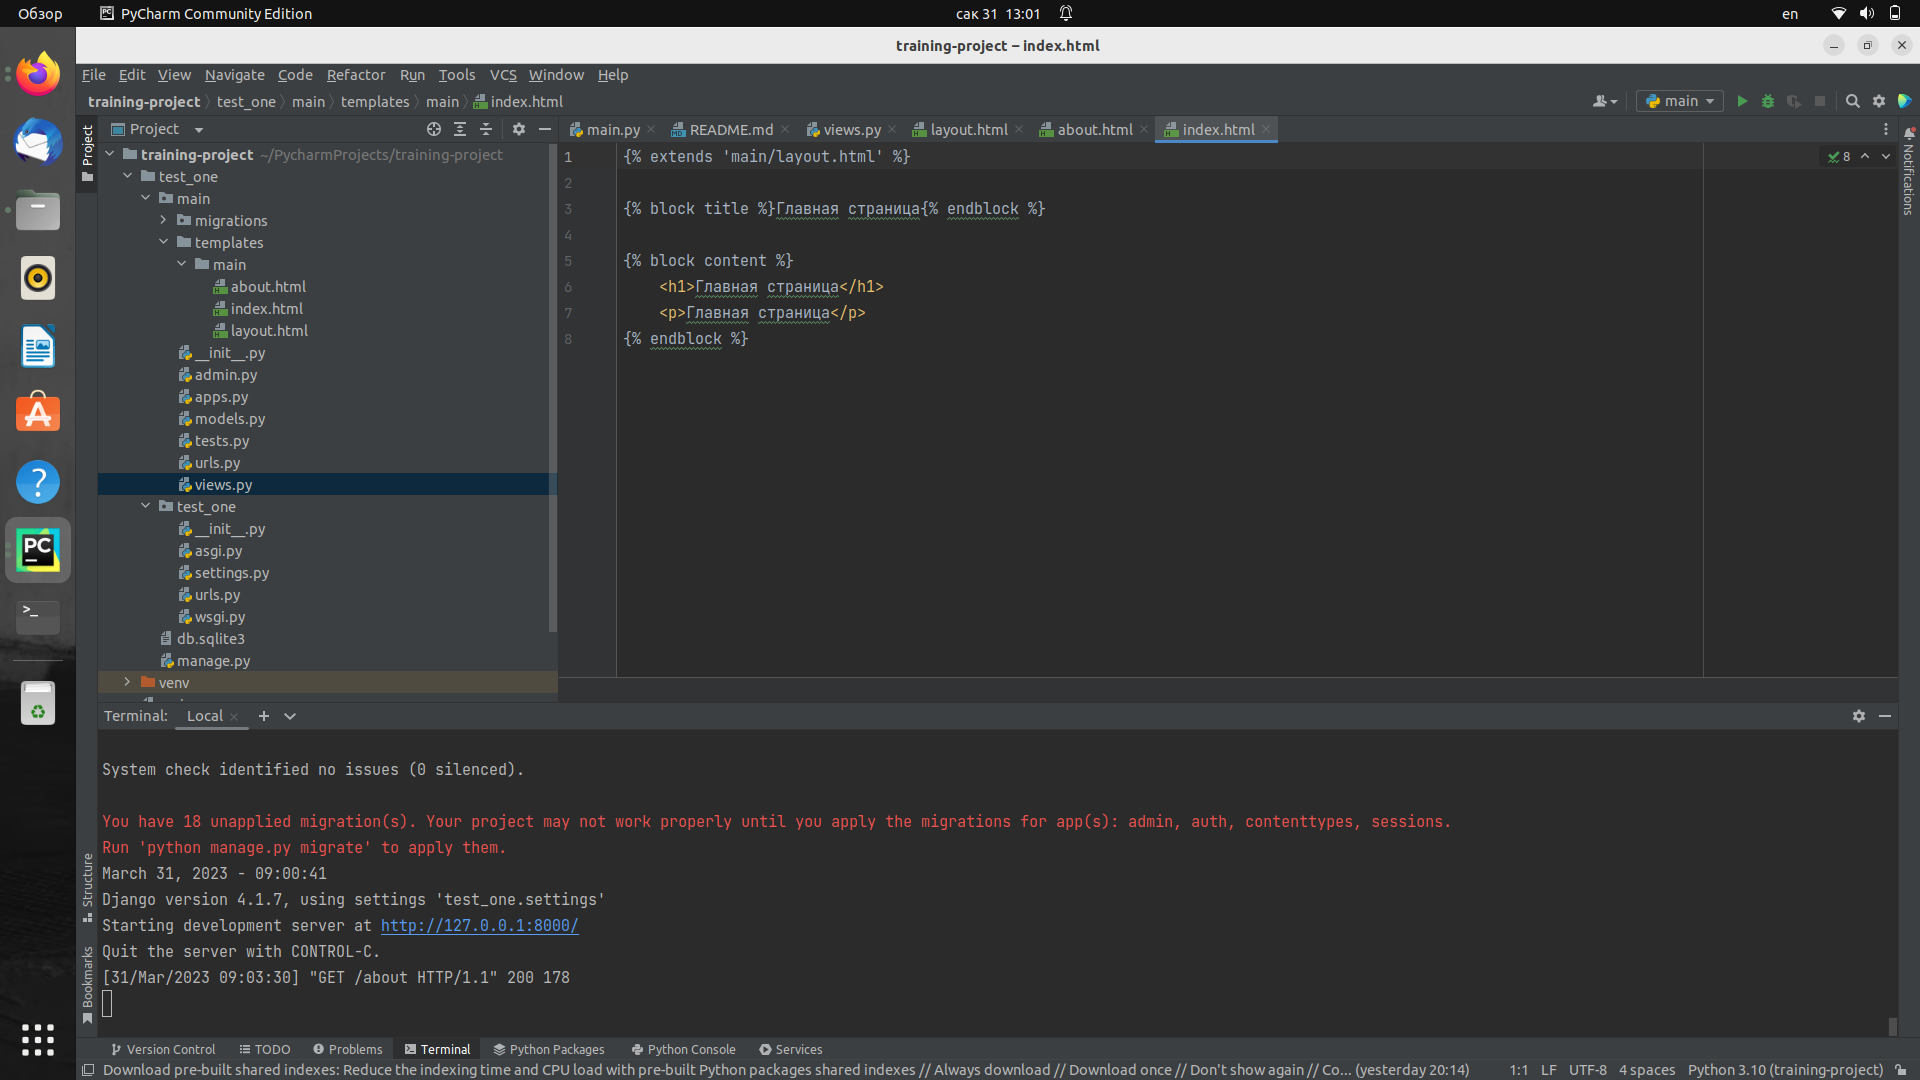 Обзор PyCharm Community Edition сак 31 13:01 en
training-project – index.html
File Edit View Navigate Code Refactor Run Tools VCS Window Help
training-project test_one main templates main index.html main
Project
Project
main.py README.md views.py layout.html about.html index.html
Notifications
training-project ~/PycharmProjects/training-project
test_one
main
migrations
templates
main
about.html
index.html
layout.html
__init__.py
admin.py
apps.py
models.py
tests.py
urls.py
views.py
test_one
__init__.py
asgi.py
settings.py
urls.py
wsgi.py
db.sqlite3
manage.py
venv
1 {% extends 'main/layout.html' %}
8
2
3 {% block title %}Главная страница{% endblock %}
4
5 {% block content %}
6 <h1>Главная страница</h1>
7 <p>Главная страница</p>
8 {% endblock %}
Terminal: Local
System check identified no issues (0 silenced).
You have 18 unapplied migration(s). Your project may not work properly until you apply the migrations for app(s): admin, auth, contenttypes, sessions.
Run 'python manage.py migrate' to apply them.
March 31, 2023 - 09:00:41
Django version 4.1.7, using settings 'test_one.settings'
Starting development server at http://127.0.0.1:8000/
Quit the server with CONTROL-C.
[31/Mar/2023 09:03:30] "GET /about HTTP/1.1" 200 178
Structure
Bookmarks
Version Control TODO Problems Terminal Python Packages Python Console Services
Download pre-built shared indexes: Reduce the indexing time and CPU load with pre-built Python packages shared indexes // Always download // Download once // Don't show again // Co... (yesterday 20:14) 1:1 LF UTF-8 4 spaces Python 3.10 (training-project)